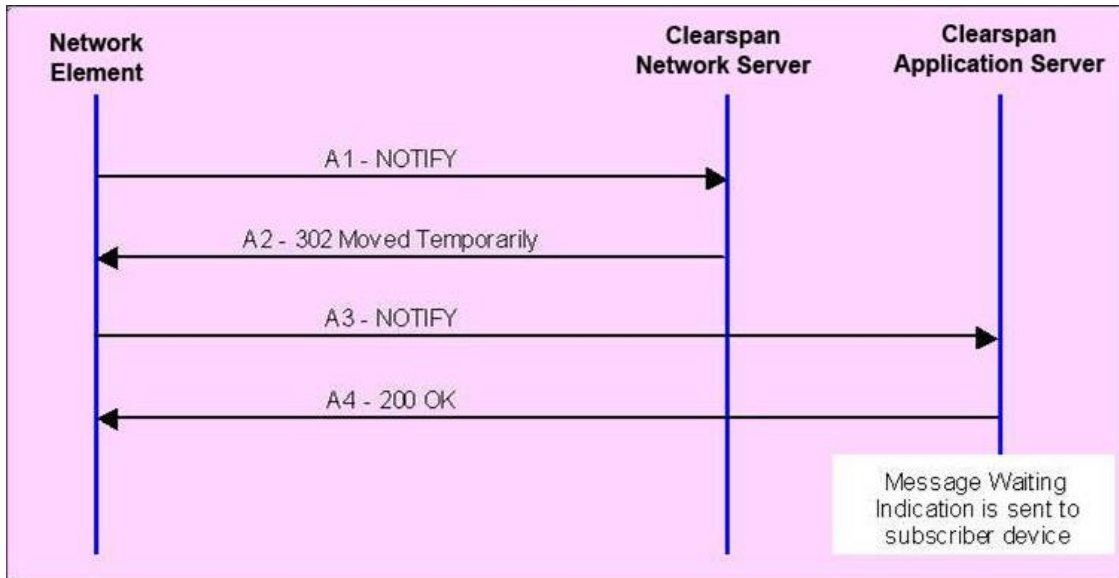 Network
Element
Clearspan
Network Server
Clearspan
Application Server
A1 - NOTIFY
A2 - 302 Moved Temporarily
A3 - NOTIFY
A4 - 200 OK
Message Waiting
Indication is sent to
subscriber device